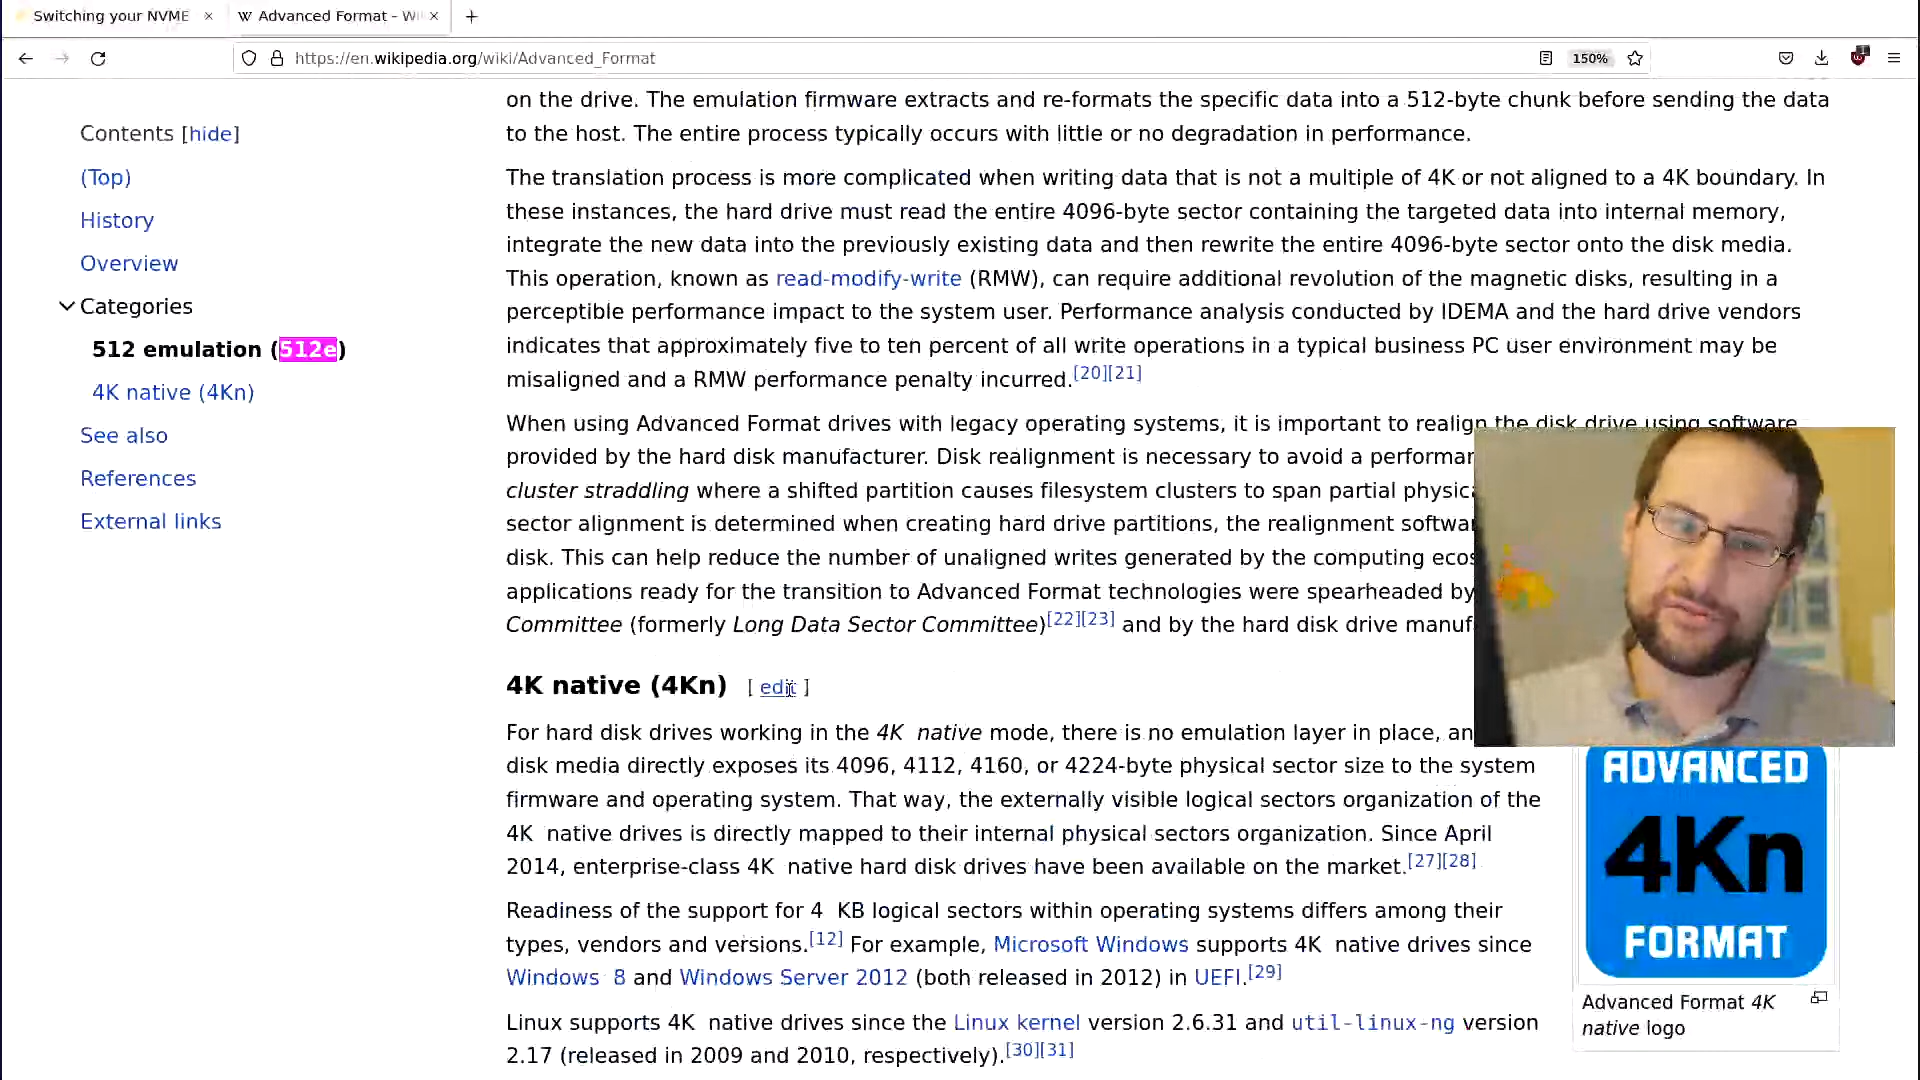 Switching your NVME
W Advanced Format - Wi
https://en.wikipedia.org/wiki/Advanced_Format
150%
Contents [hide]
(Top)
History
Overview
Categories
512 emulation (512e)
4K native (4Kn)
See also
References
External links
on the drive. The emulation firmware extracts and re-formats the specific data into a 512-byte chunk before sending the data
to the host. The entire process typically occurs with little or no degradation in performance.
The translation process is more complicated when writing data that is not a multiple of 4K or not aligned to a 4K boundary. In
these instances, the hard drive must read the entire 4096-byte sector containing the targeted data into internal memory,
integrate the new data into the previously existing data and then rewrite the entire 4096-byte sector onto the disk media.
This operation, known as read-modify-write (RMW), can require additional revolution of the magnetic disks, resulting in a
perceptible performance impact to the system user. Performance analysis conducted by IDEMA and the hard drive vendors
indicates that approximately five to ten percent of all write operations in a typical business PC user environment may be
misaligned and a RMW performance penalty incurred.[20][21]
When using Advanced Format drives with legacy operating systems, it is important to realign the disk drive using software
provided by the hard disk manufacturer. Disk realignment is necessary to avoid a performan
cluster straddling where a shifted partition causes filesystem clusters to span partial physica
sector alignment is determined when creating hard drive partitions, the realignment softwar
disk. This can help reduce the number of unaligned writes generated by the computing ecos
applications ready for the transition to Advanced Format technologies were spearheaded by
Committee (formerly Long Data Sector Committee)[22][23] and by the hard disk drive manuf
4K native (4Kn) [ edit ]
For hard disk drives working in the 4K native mode, there is no emulation layer in place, an
disk media directly exposes its 4096, 4112, 4160, or 4224-byte physical sector size to the system
firmware and operating system. That way, the externally visible logical sectors organization of the
4K native drives is directly mapped to their internal physical sectors organization. Since April
2014, enterprise-class 4K native hard disk drives have been available on the market.[27][28]
Readiness of the support for 4 KB logical sectors within operating systems differs among their
types, vendors and versions.[12] For example, Microsoft Windows supports 4K native drives since
Windows 8 and Windows Server 2012 (both released in 2012) in UEFI.[29]
Linux supports 4K native drives since the Linux kernel version 2.6.31 and util-linux-ng version
2.17 (released in 2009 and 2010, respectively).[30][31]
ADVANCED
4Kn
FORMAT
Advanced Format 4K
native logo